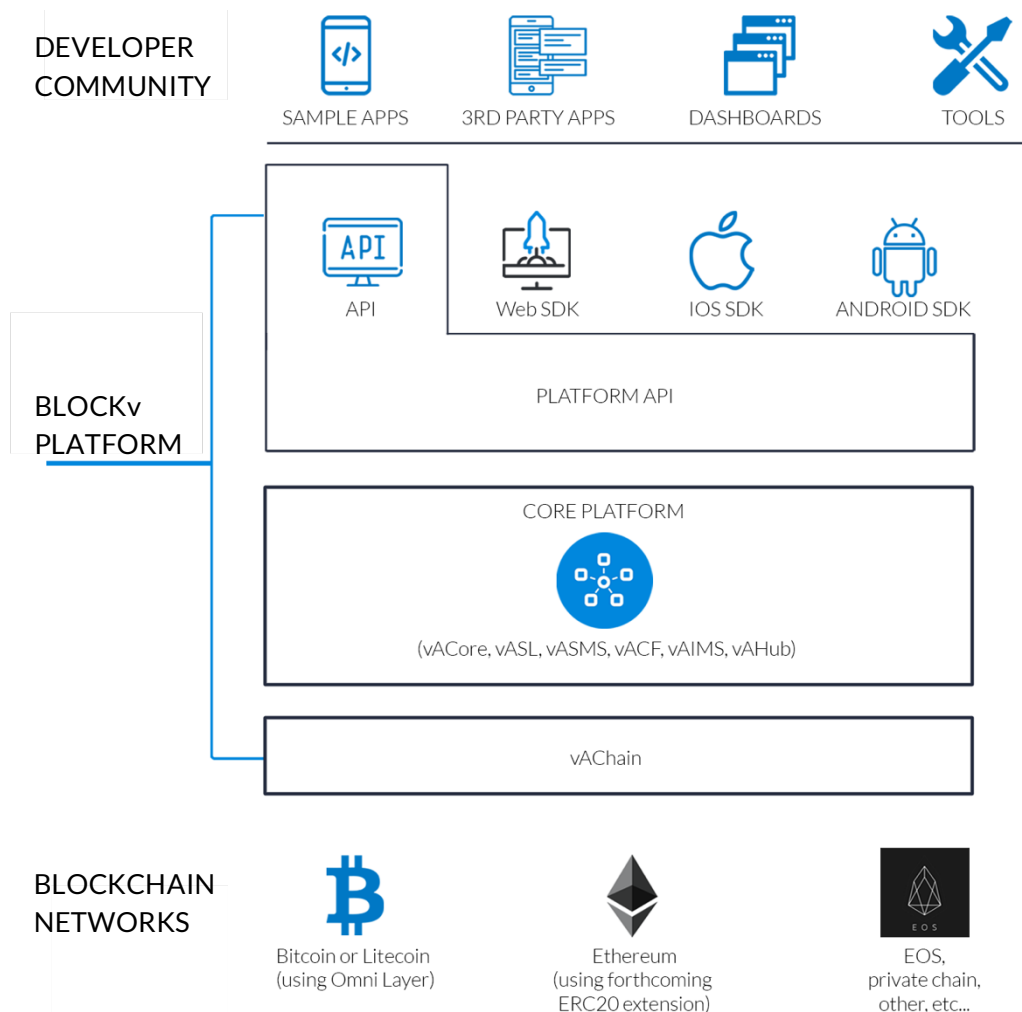 DEVELOPER
COMMUNITY
</>
SAMPLE APPS
3RD PARTY APPS
DASHBOARDS
TOOLS
API
API
Web SDK
IOS SDK
ANDROID SDK
PLATFORM API
BLOCKv
PLATFORM
CORE PLATFORM
(vACore, vASL, vASMS, vACF, vAIMS, vAHub)
vAChain
BLOCKCHAIN
NETWORKS
Bitcoin or Litecoin
(using Omni Layer)
Ethereum
(using forthcoming
ERC20 extension)
EOS
EOS,
private chain,
other, etc...